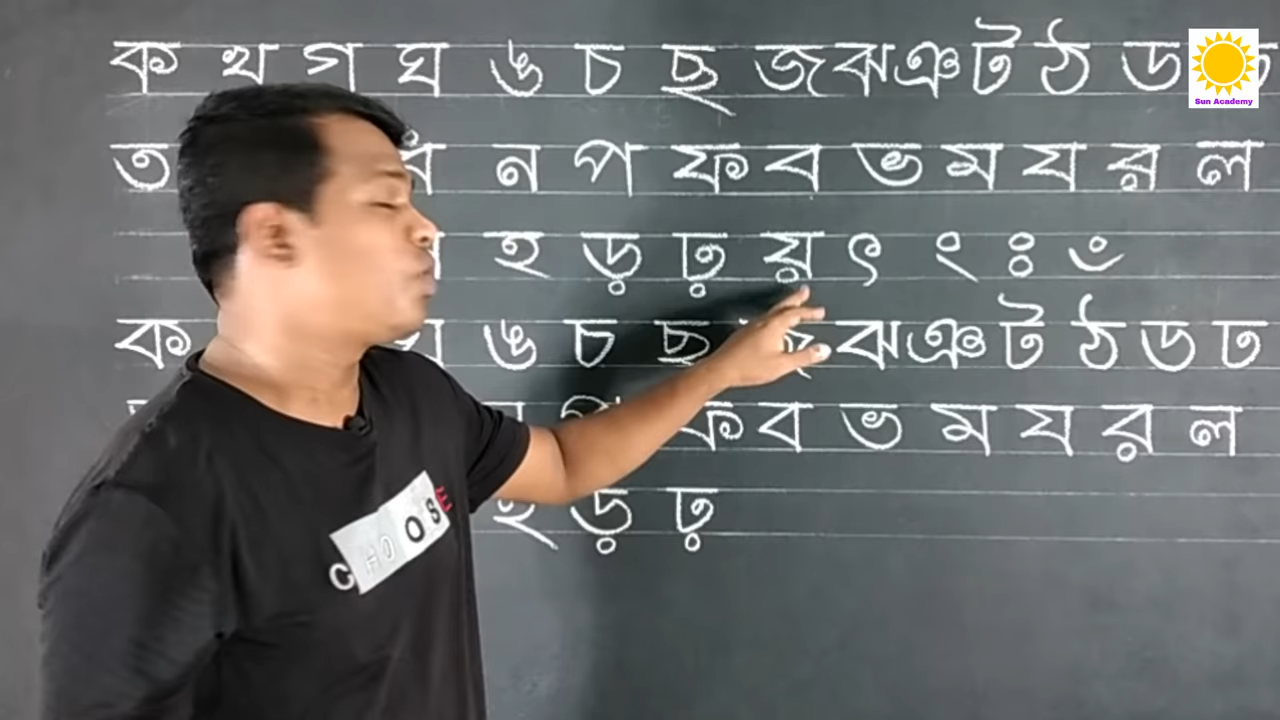 ক খ গ ঘ ঙ চ ছ জ ঝ ঞ ট ঠ ড
Sun Academy
ত ন প ফ ব ভ ম য র ল
হ ড় ঢ় য় ৎ ং ঃ ঁ
ক ঙ চ ছ ঝ ঞ ট ঠ ড ঢ
প ফ ব ভ ম য র ল
হ ড় ঢ়
CHOOSE